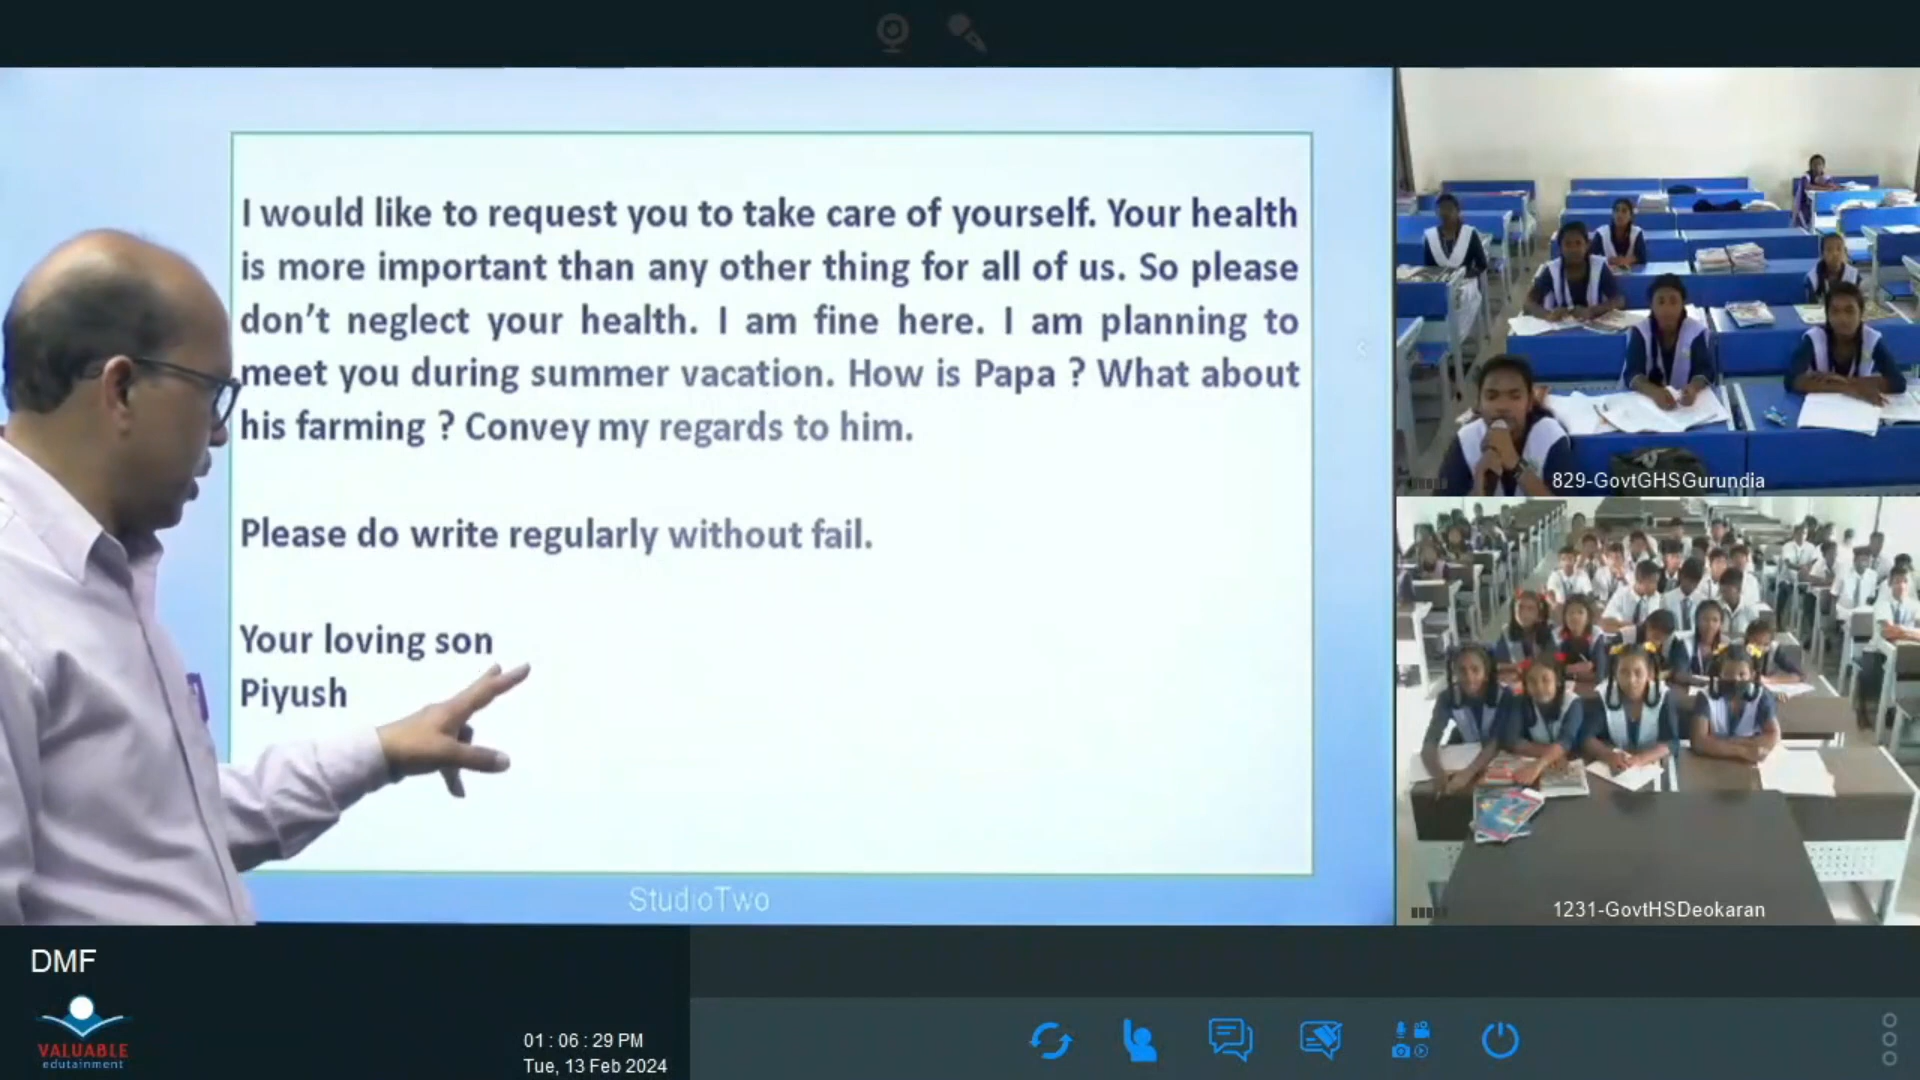 I would like to request you to take care of yourself. Your health
is more important than any other thing for all of us. So please
don't neglect your health. I am fine here. I am planning to
meet you during summer vacation. How is Papa ? What about
his farming ? Convey my regards to him.
Please do write regularly without fail.
Your loving son
Piyush
StudioTwo
829-GovtGHSGurundia
1231-GovtHSDeokaran
DMF
VALUABLE
edutainment
01 : 06 : 29 PM
Tue, 13 Feb 2024